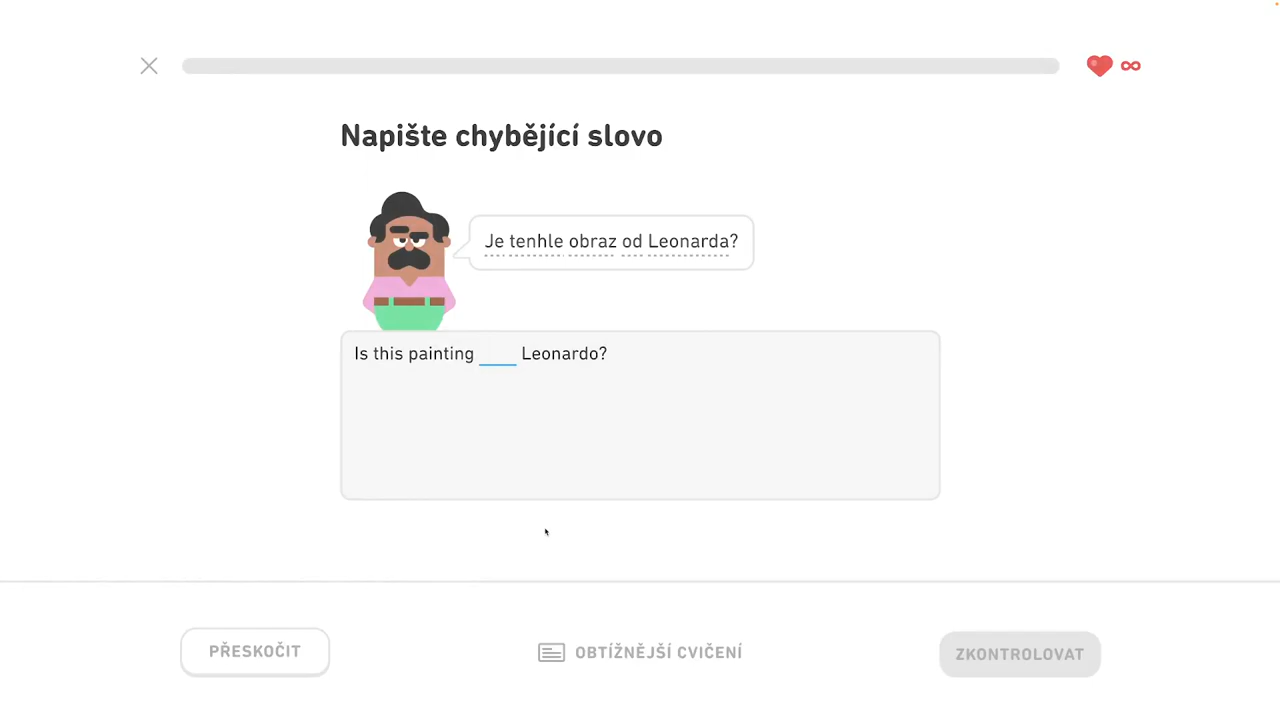 ∞
Napište chybějící slovo
Je tenhle obraz od Leonarda?
Is this painting ____ Leonardo?
PŘESKOČIT
OBTÍŽNĚJŠÍ CVIČENÍ
ZKONTROLOVAT